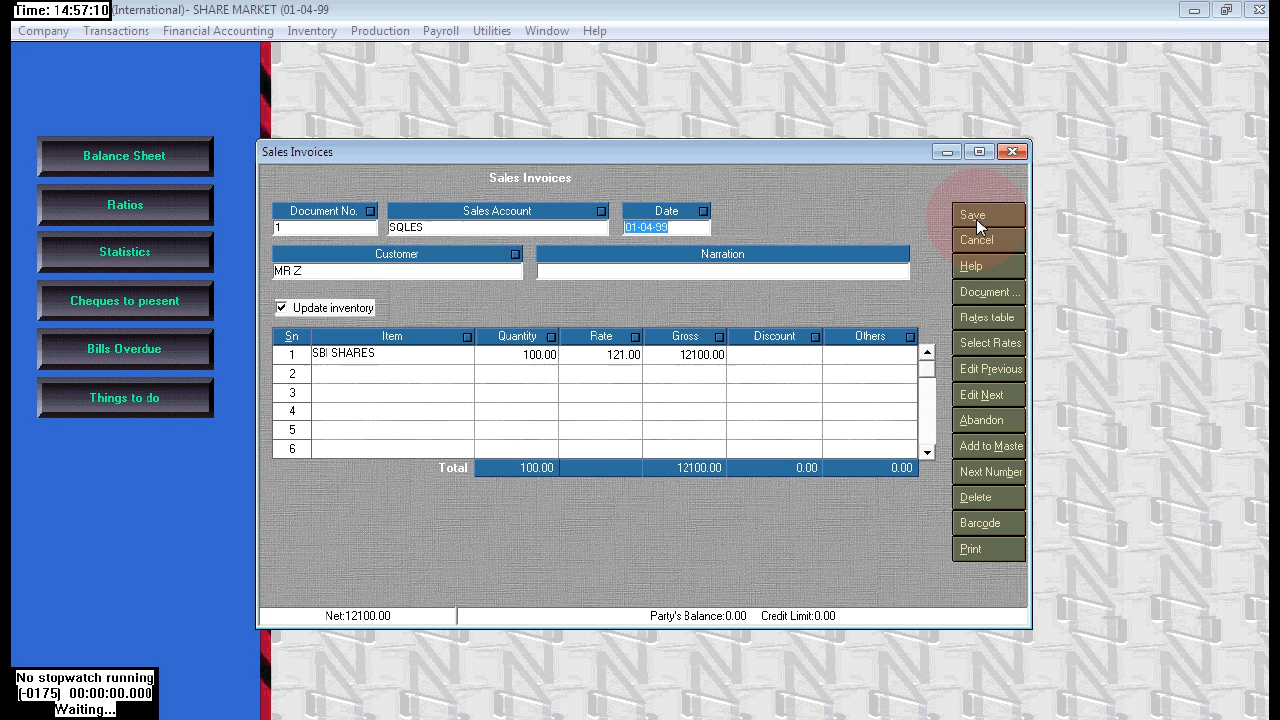 Time: 14:57:10 (International)- SHARE MARKET (01-04-99
Company Transactions Financial Accounting Inventory Production Payroll Utilities Window Help
Balance Sheet
Ratios
Statistics
Cheques to present
Bills Overdue
Things to do
Sales Invoices
Sales Invoices
Document No. Sales Account Date
1 SQLES 01-04-99
Customer Narration
MR Z
Update inventory
Sn Item Quantity Rate Gross Discount Others
1 SBI SHARES 100.00 121.00 12100.00
2
3
4
5
6
Total 100.00 12100.00 0.00 0.00
Save
Cancel
Help
Document ...
Rates table
Select Rates
Edit Previous
Edit Next
Abandon
Add to Maste
Next Number
Delete
Barcode
Print
Net:12100.00 Party's Balance:0.00 Credit Limit:0.00
No stopwatch running
[-0175] 00:00:00.000
Waiting...